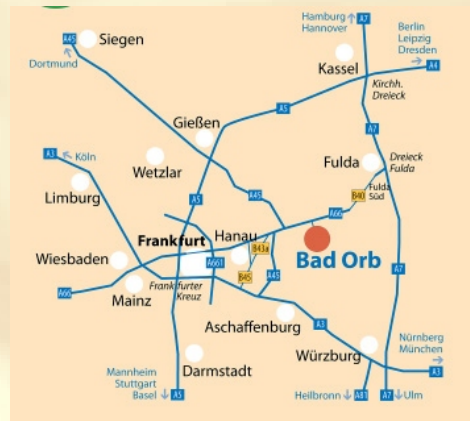 Hamburg
Hannover
A7
Berlin
Leipzig
Dresden
A45
Siegen
Dortmund
Kassel
A4
Kirchh.
Dreieck
A5
Gießen
A7
A3
Köln
Wetzlar
Fulda
Dreieck
Fulda
Limburg
A5
A45
B40
Fulda
Süd
A66
Frankfurt
Hanau
B43a
Bad Orb
Wiesbaden
A661
B45
A45
A7
A66
Mainz
Frankfurter
Kreuz
Aschaffenburg
A3
Würzburg
Nürnberg
München
A3
Darmstadt
Mannheim
Stuttgart
Basel
A5
Heilbronn
A81
A7
Ulm